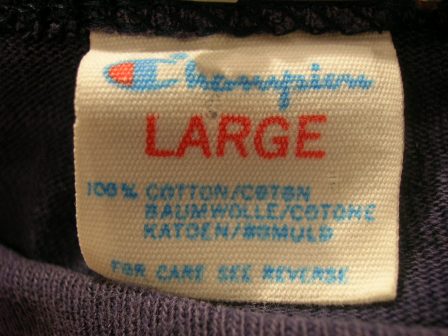 Champion
LARGE
100% COTTON/COTON
BAUMWOLLE/COTONE
KATOEN/BOMULD
FOR CARE SEE REVERSE